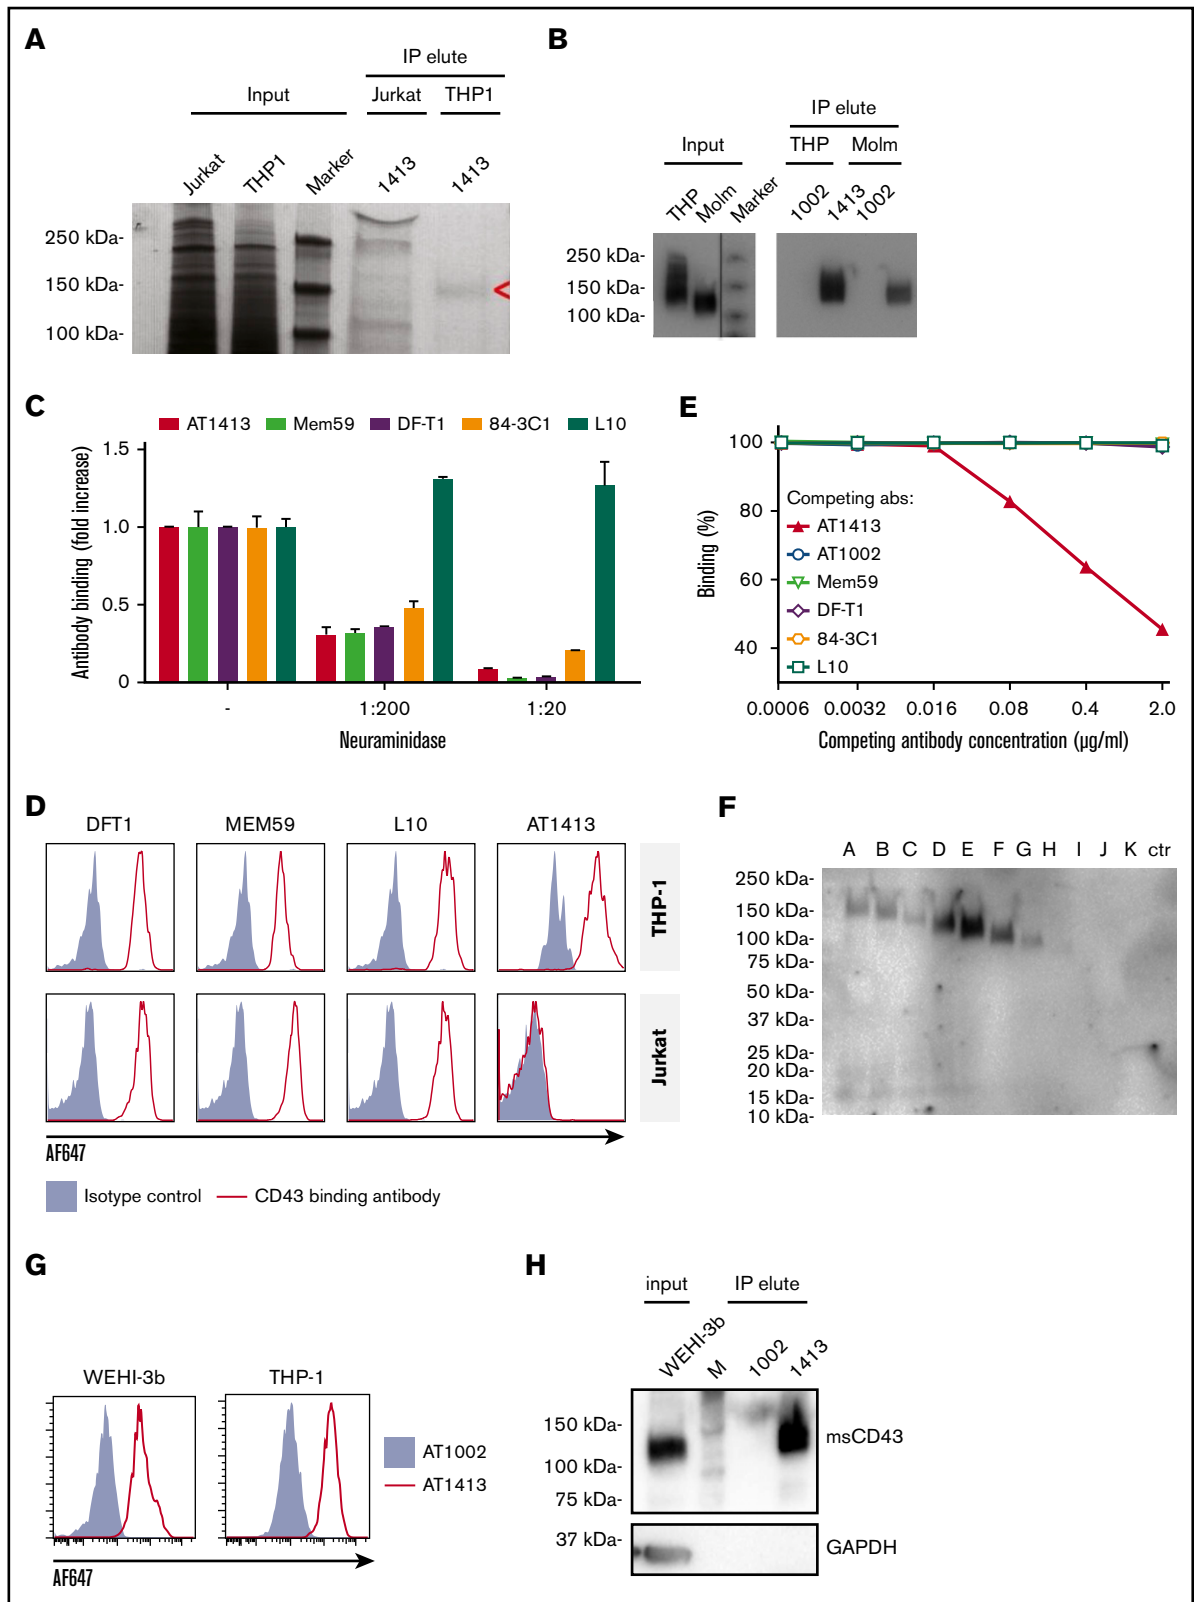 A
IP elute
Input
Jurkat
THP1
Jurkat
THP1
Marker
1413
1413
250 kDa-
150 kDa-
100 kDa-
B
IP elute
Input
THP
Molm
THP
Molm
Marker
1002
1413
1002
250 kDa-
150 kDa-
100 kDa-
C
AT1413
Mem59
DF-T1
84-3C1
L10
Antibody binding (fold increase)
1.5
1.0
0.5
0
-
1:200
1:20
Neuraminidase
E
Binding (%)
100
80
60
40
Competing abs:
AT1413
AT1002
Mem59
DF-T1
84-3C1
L10
0.0006
0.0032
0.016
0.08
0.4
2.0
Competing antibody concentration (µg/ml)
D
DFT1
MEM59
L10
AT1413
THP-1
Jurkat
AF647
Isotype control
CD43 binding antibody
F
A B C D E F G H I J K ctr
250 kDa-
150 kDa-
100 kDa-
75 kDa-
50 kDa-
37 kDa-
25 kDa-
20 kDa-
15 kDa-
10 kDa-
G
WEHI-3b
THP-1
AT1002
AT1413
AF647
H
input
IP elute
WEHI-3b
M
1002
1413
150 kDa-
100 kDa-
75 kDa-
37 kDa-
msCD43
GAPDH